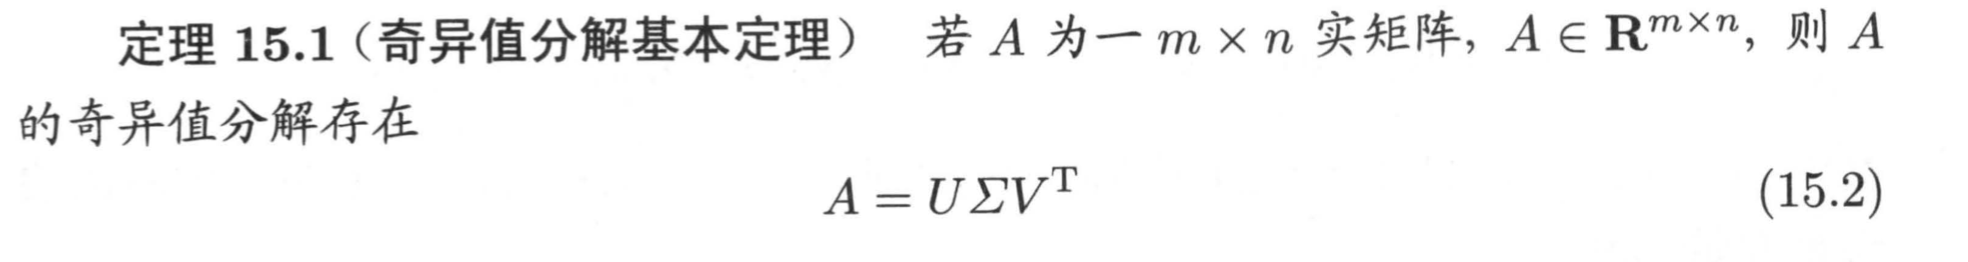 定理 15.1（奇异值分解基本定理） 若 A 为一 m × n 实矩阵, A ∈ R^{m×n}, 则 A
的奇异值分解存在
A = UΣV^T (15.2)